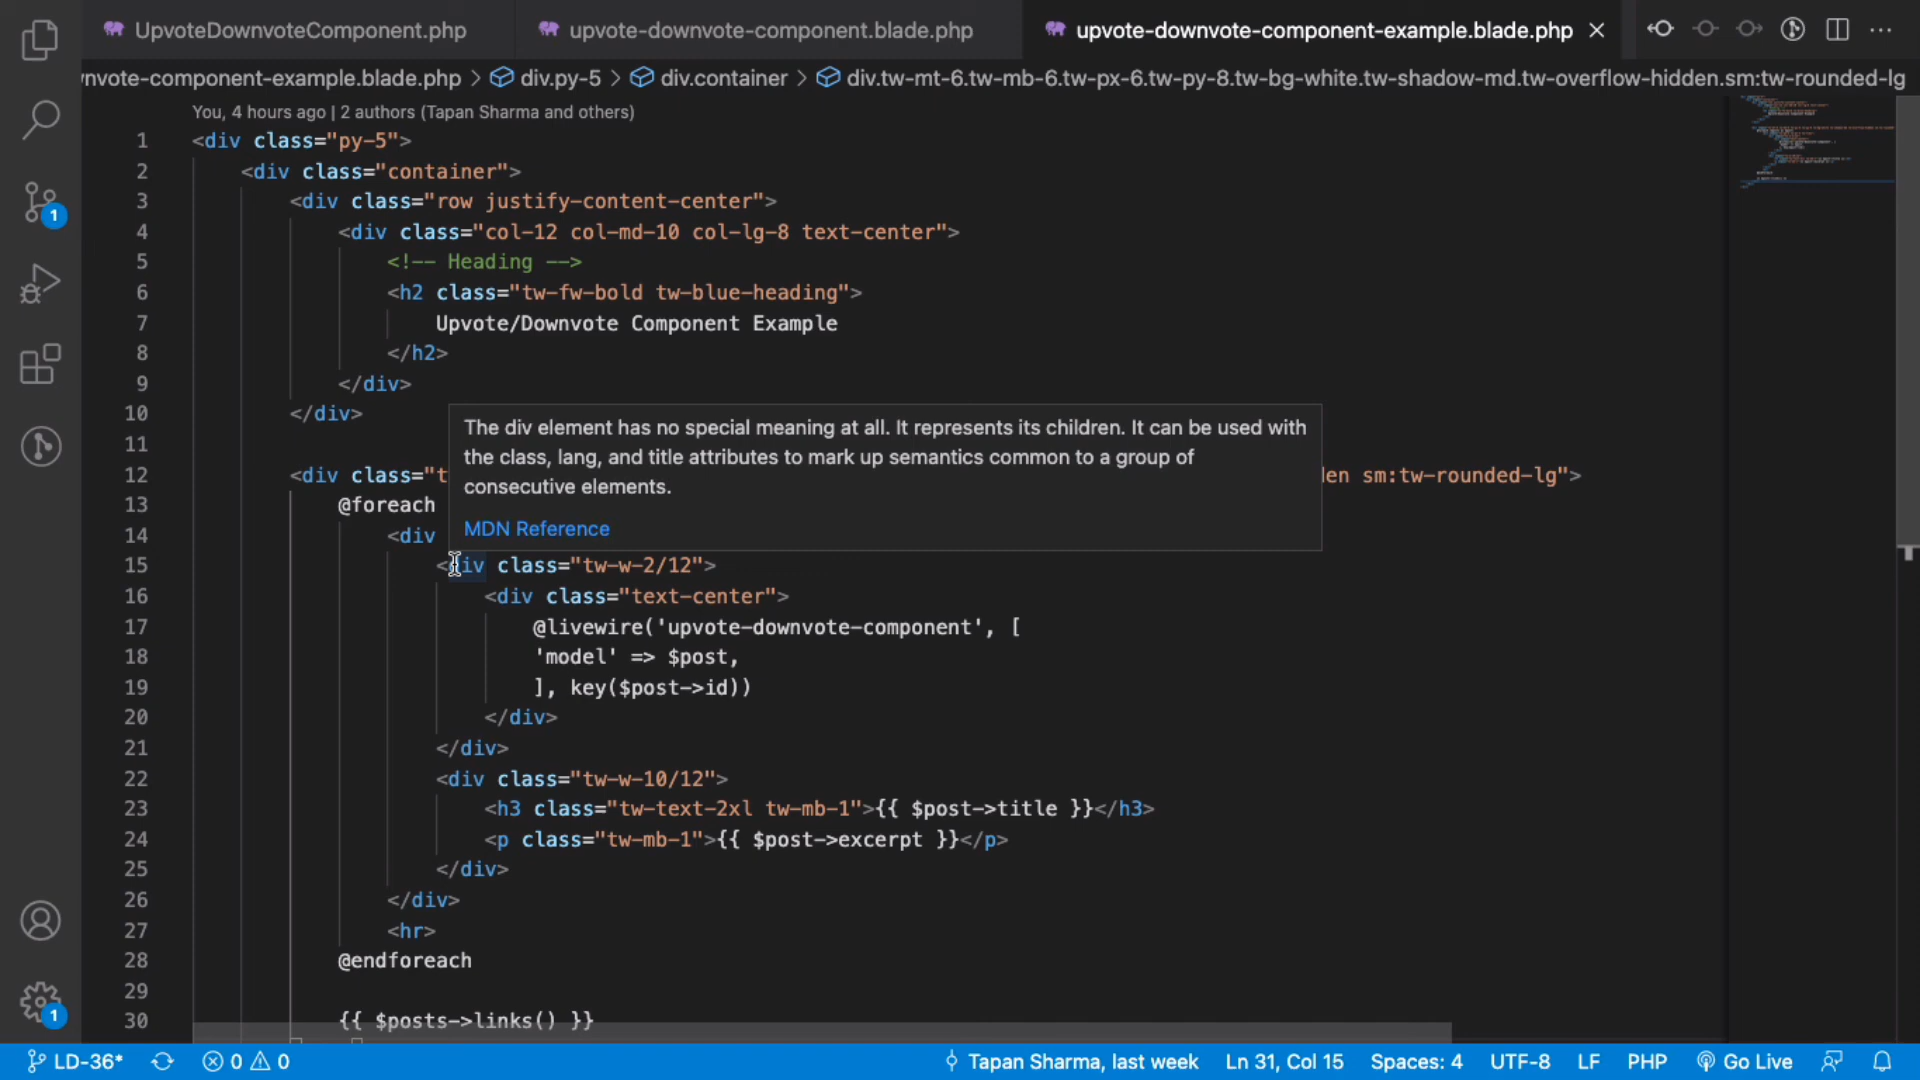 UpvoteDownvoteComponent.php
upvote-downvote-component.blade.php
upvote-downvote-component-example.blade.php
vnvote-component-example.blade.php > div.py-5 > div.container > div.tw-mt-6.tw-mb-6.tw-px-6.tw-py-8.tw-bg-white.tw-shadow-md.tw-overflow-hidden.sm:tw-rounded-lg
You, 4 hours ago | 2 authors (Tapan Sharma and others)
1 <div class="py-5">
2 <div class="container">
3 <div class="row justify-content-center">
4 <div class="col-12 col-md-10 col-lg-8 text-center">
5 <!-- Heading -->
6 <h2 class="tw-fw-bold tw-blue-heading">
7 Upvote/Downvote Component Example
8 </h2>
9 </div>
10 </div>
11
The div element has no special meaning at all. It represents its children. It can be used with
the class, lang, and title attributes to mark up semantics common to a group of
consecutive elements.
MDN Reference
12 <div class="t den sm:tw-rounded-lg">
13 @foreach
14 <div
15 <div class="tw-w-2/12">
16 <div class="text-center">
17 @livewire('upvote-downvote-component', [
18 'model' => $post,
19 ], key($post->id))
20 </div>
21 </div>
22 <div class="tw-w-10/12">
23 <h3 class="tw-text-2xl tw-mb-1">{{ $post->title }}</h3>
24 <p class="tw-mb-1">{{ $post->excerpt }}</p>
25 </div>
26 </div>
27 <hr>
28 @endforeach
29
30 {{ $posts->links() }}
1
1
LD-36* 0 0 Tapan Sharma, last week Ln 31, Col 15 Spaces: 4 UTF-8 LF PHP Go Live